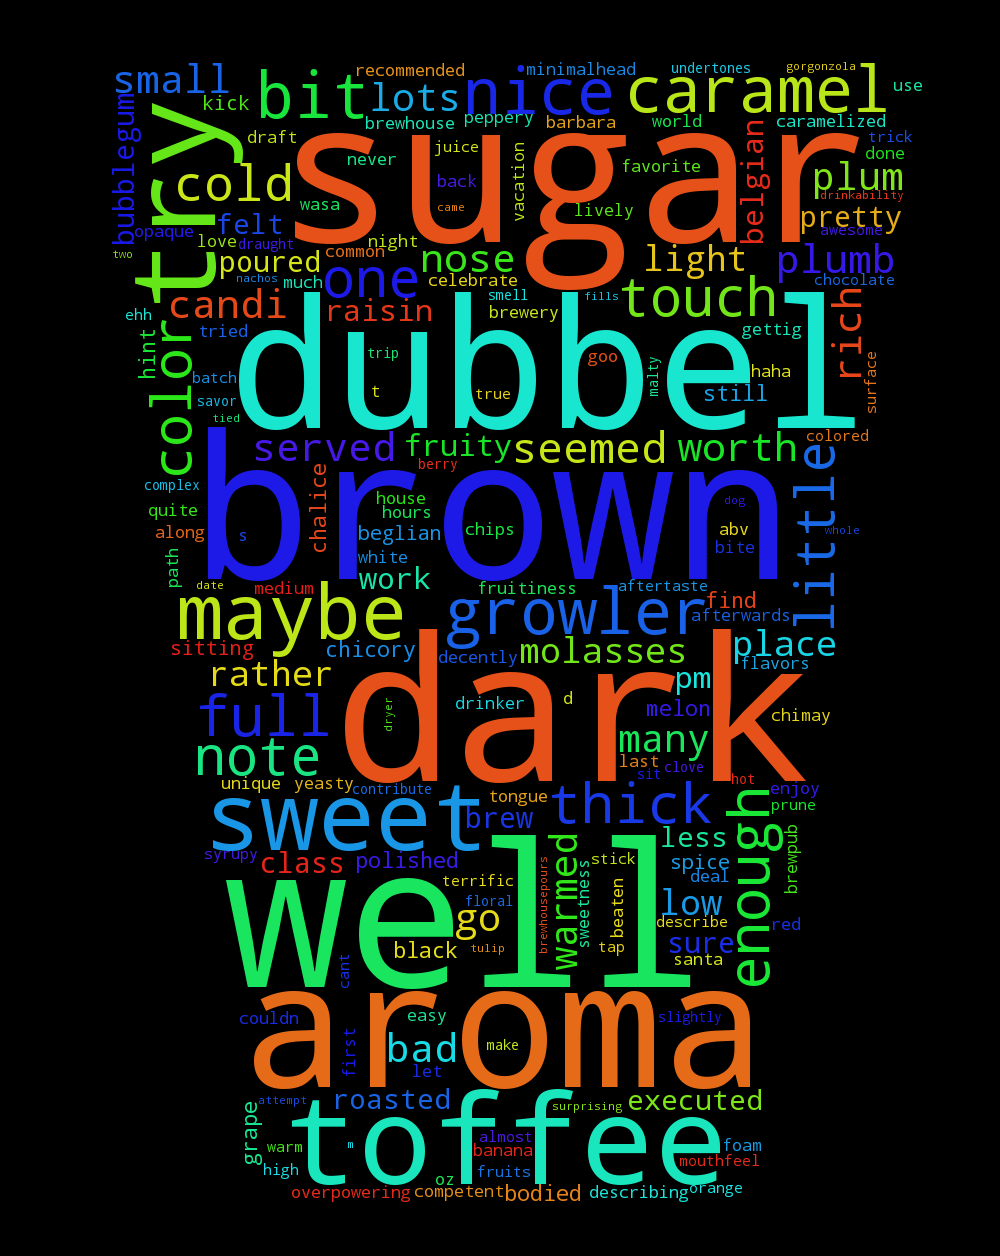 undertones gorgonzola
small recommended minimalhead
bit lots nice caramel use
kick
bubblegum
try
draft brewhouse peppery barbara world caramelized trick
sugar
never juice vacation favorite belgian done
cold back plum
wasa came lively drinkability
opaque felt pretty
love draught night awesome
two poured common nose light plumb
nachos much one celebrate touch chocolate
candi raisin smell fills rich
ehh brewery
hint color tried dubbel gettig
trip goo malty haha surface
batch t true still
savor
tied served fruity seemed worth colored
complex berry little
brown
quite chalice house dog
hours
along s beglian chips abv whole
path white bite
date medium work fruitiness aftertaste
maybe growler find
afterwards
sitting chicory decently molasses place
flavors
rather pm
full dark drinker d melon chimay
dryer
note many
last clove
unique yeasty contribute sit hot enjoy
sweet tongue thick enough prune
brew
syrupy class polished less brewpub
stick spice
terrific brewhousepours warmed sweetness deal
well floral beaten low
go describe red
black tulip tap sure
cant santa
aroma
couldn easy slightly
first bad make
let
attempt roasted surprising executed
grape toffee
warm m almost foam
banana mouthfeel
high fruits
oz
overpowering competent bodied describing orange